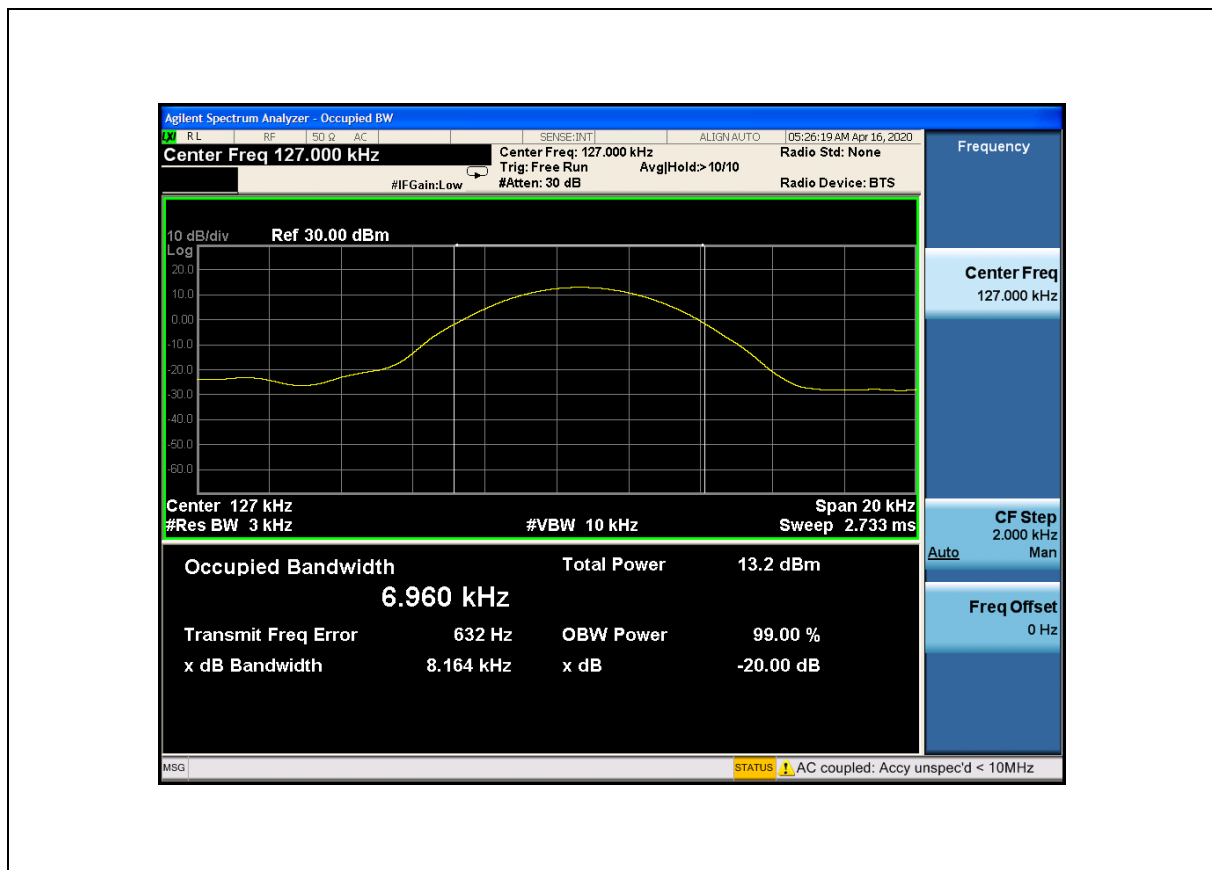 Agilent Spectrum Analyzer - Occupied BW
LXI RL RF 50 Ω AC SENSE:INT ALIGN AUTO 05:26:19 AM Apr 16, 2020
Center Freq 127.000 kHz
Center Freq: 127.000 kHz
Radio Std: None
Trig: Free Run Avg|Hold:> 10/10
#IFGain:Low
#Atten: 30 dB
Radio Device: BTS
Frequency
10 dB/div Ref 30.00 dBm
Log
20.0
10.0
0.00
-10.0
-20.0
-30.0
-40.0
-50.0
-60.0
Center 127 kHz Span 20 kHz
#Res BW 3 kHz #VBW 10 kHz Sweep 2.733 ms
Center Freq
127.000 kHz
CF Step
2.000 kHz
Auto Man
Freq Offset
0 Hz
Occupied Bandwidth Total Power 13.2 dBm
6.960 kHz
Transmit Freq Error 632 Hz OBW Power 99.00 %
x dB Bandwidth 8.164 kHz x dB -20.00 dB
MSG STATUS AC coupled: Accy unspec'd < 10MHz